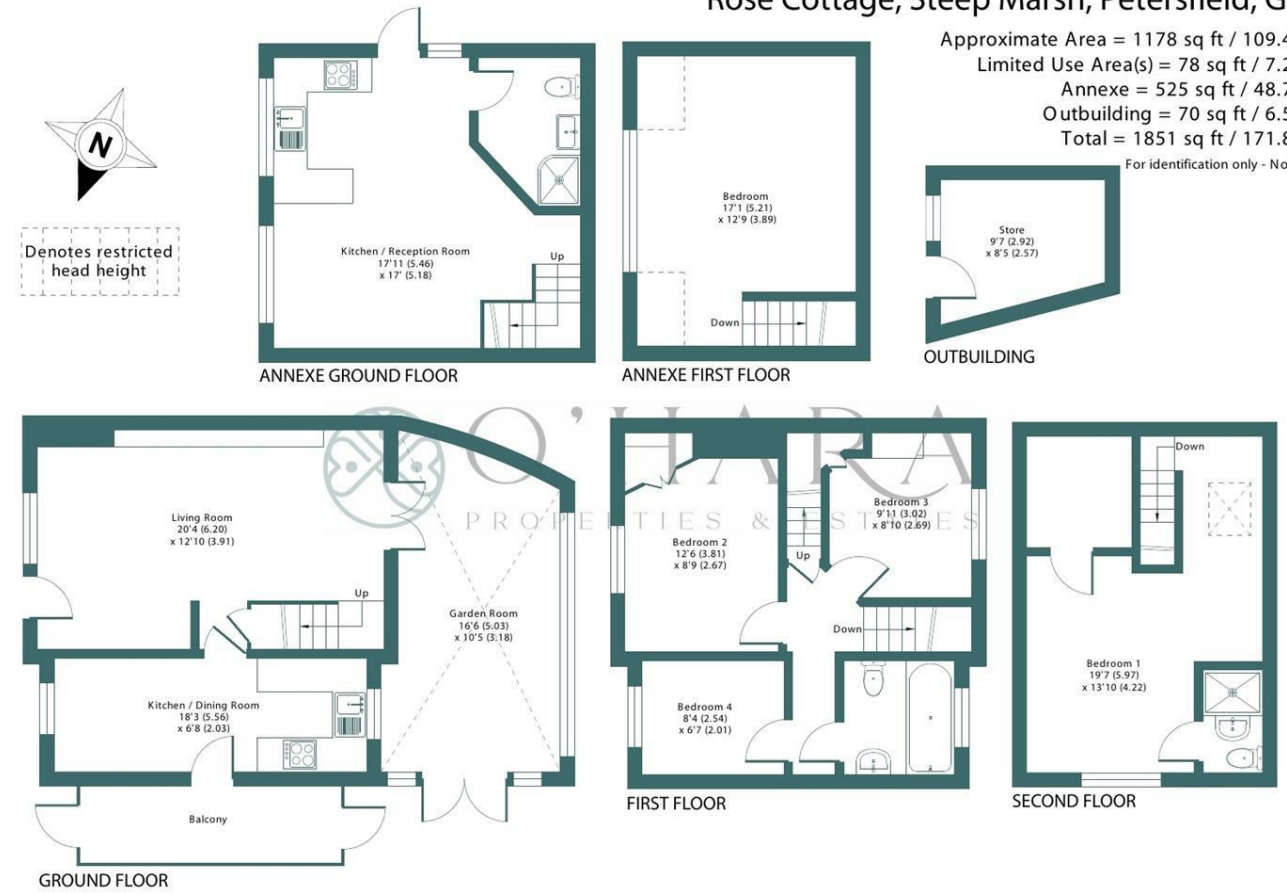 Rose Cottage, Steep Marsh, Petersfield, G
Approximate Area = 1178 sq ft / 109.4
Limited Use Area(s) = 78 sq ft / 7.2
Annexe = 525 sq ft / 48.7
Outbuilding = 70 sq ft / 6.5
Total = 1851 sq ft / 171.8
For identification only - No
N
Denotes restricted
head height
Kitchen / Reception Room
17'11 (5.46)
x 17' (5.18)
Up
ANNEXE GROUND FLOOR
Bedroom
17'1 (5.21)
x 12'9 (3.89)
Down
ANNEXE FIRST FLOOR
Store
9'7 (2.92)
x 8'5 (2.57)
OUTBUILDING
O'HARA
PROPERTIES & ESTATES
Living Room
20'4 (6.20)
x 12'10 (3.91)
Up
Garden Room
16'6 (5.03)
x 10'5 (3.18)
Kitchen / Dining Room
18'3 (5.56)
x 6'8 (2.03)
Balcony
GROUND FLOOR
Bedroom 2
12'6 (3.81)
x 8'9 (2.67)
Up
Bedroom 3
9'11 (3.02)
x 8'10 (2.69)
Down
Bedroom 4
8'4 (2.54)
x 6'7 (2.01)
FIRST FLOOR
Down
Bedroom 1
19'7 (5.97)
x 13'10 (4.22)
SECOND FLOOR